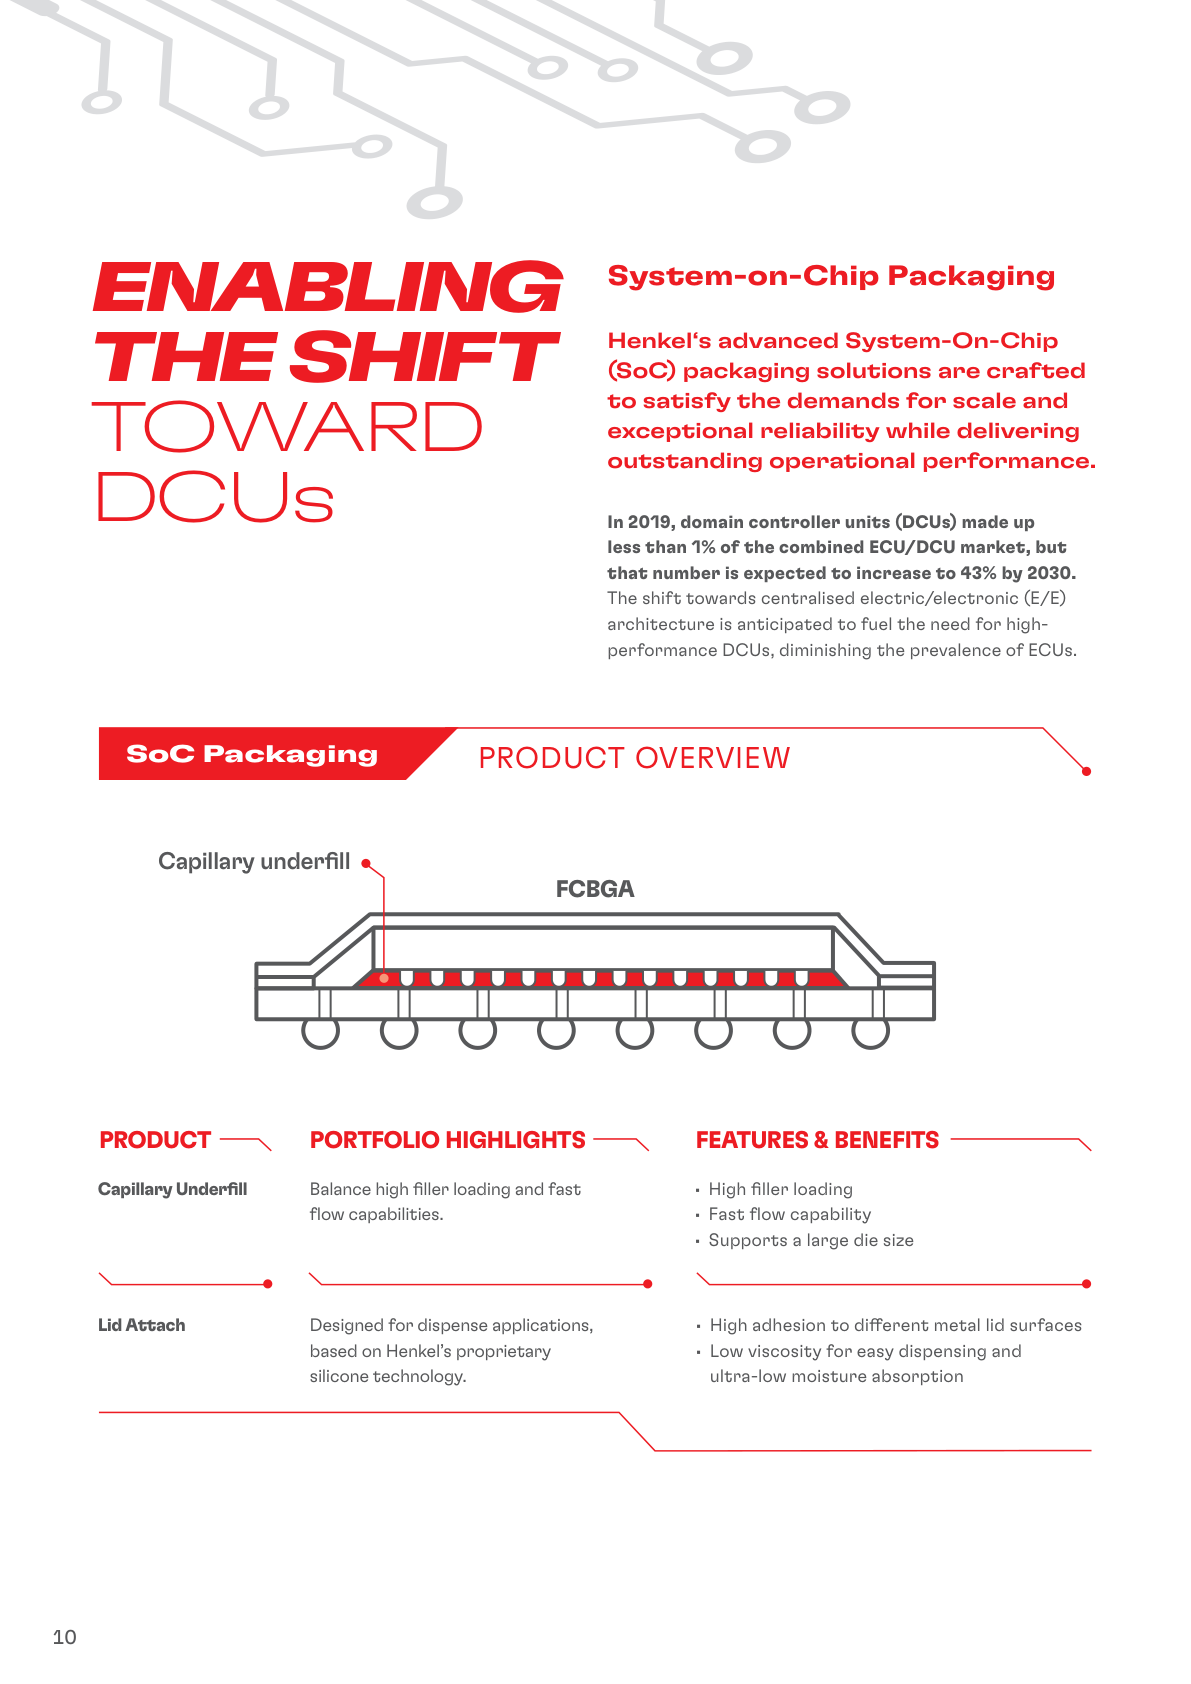 ENABLING
THE SHIFT
TOWARD
DCUs
System-on-Chip Packaging
Henkel‘s advanced System-On-Chip
(SoC) packaging solutions are crafted
to satisfy the demands for scale and
exceptional reliability while delivering
outstanding operational performance.
In 2019, domain controller units (DCUs) made up
less than 1% of the combined ECU/DCU market, but
that number is expected to increase to 43% by 2030.
The shift towards centralised electric/electronic (E/E)
architecture is anticipated to fuel the need for high-
performance DCUs, diminishing the prevalence of ECUs.
SoC Packaging
PRODUCT OVERVIEW
Capillary underfill
FCBGA
PRODUCT
PORTFOLIO HIGHLIGHTS
FEATURES & BENEFITS
Capillary Underfill
Balance high filler loading and fast
flow capabilities.
• High filler loading
• Fast flow capability
• Supports a large die size
Lid Attach
Designed for dispense applications,
based on Henkel’s proprietary
silicone technology.
• High adhesion to different metal lid surfaces
• Low viscosity for easy dispensing and
ultra-low moisture absorption
10